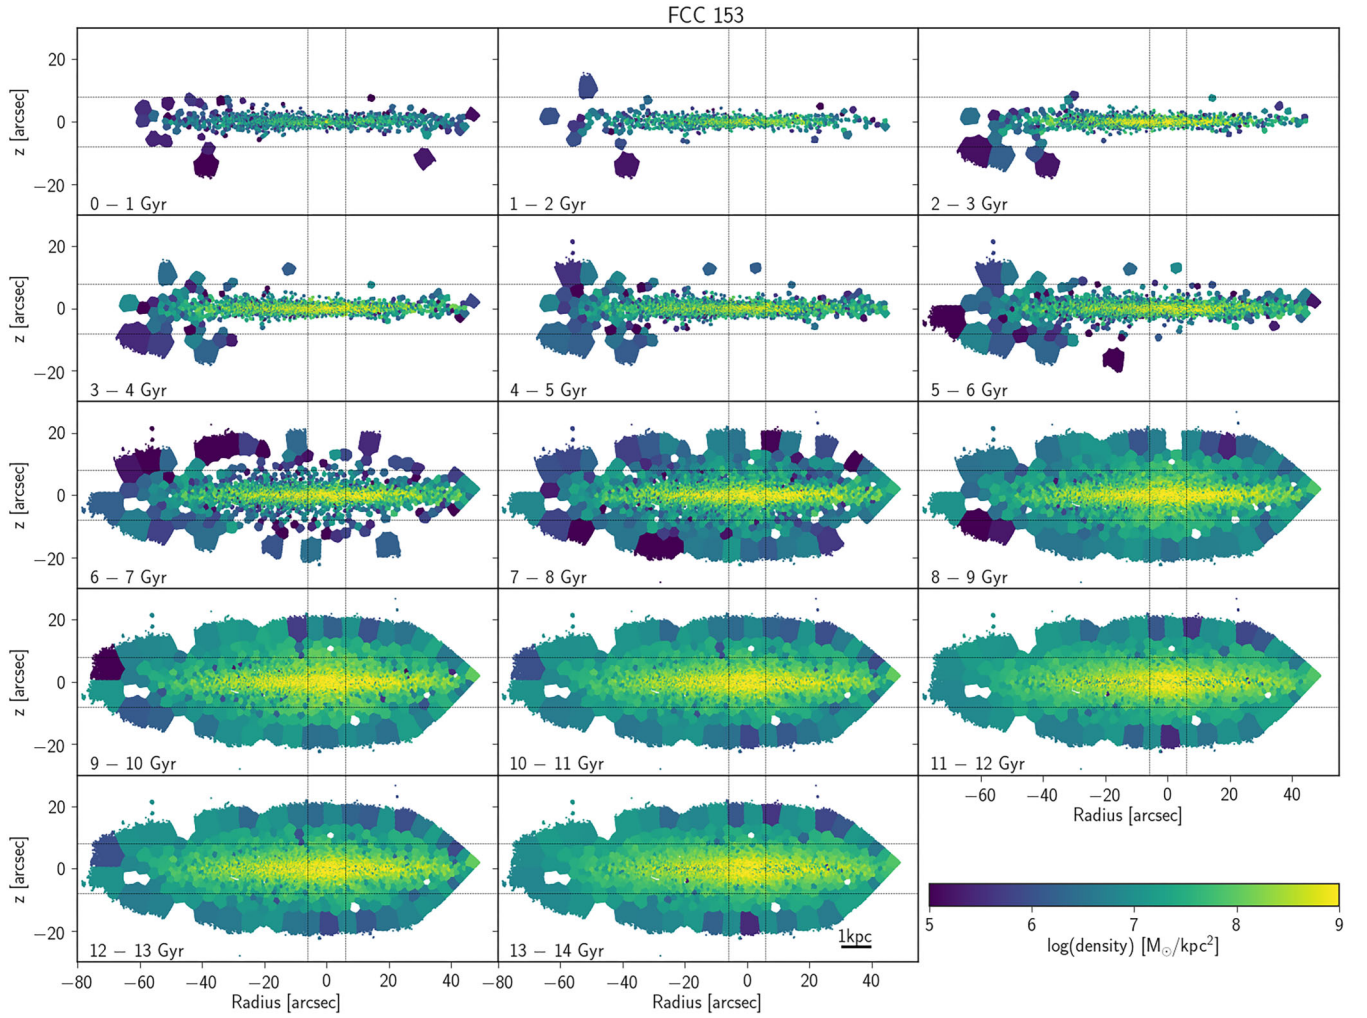 FCC 153
z [arcsec]
20
0
−20
0 − 1 Gyr
1 − 2 Gyr
2 − 3 Gyr
z [arcsec]
20
0
−20
3 − 4 Gyr
4 − 5 Gyr
5 − 6 Gyr
z [arcsec]
20
0
−20
6 − 7 Gyr
7 − 8 Gyr
8 − 9 Gyr
z [arcsec]
20
0
−20
9 − 10 Gyr
10 − 11 Gyr
11 − 12 Gyr
−60 −40 −20 0 20 40
Radius [arcsec]
z [arcsec]
20
0
−20
12 − 13 Gyr
13 − 14 Gyr
1kpc
−80 −60 −40 −20 0 20 40
Radius [arcsec]
−80 −60 −40 −20 0 20 40
Radius [arcsec]
5 6 7 8 9
log(density) [M☉/kpc²]